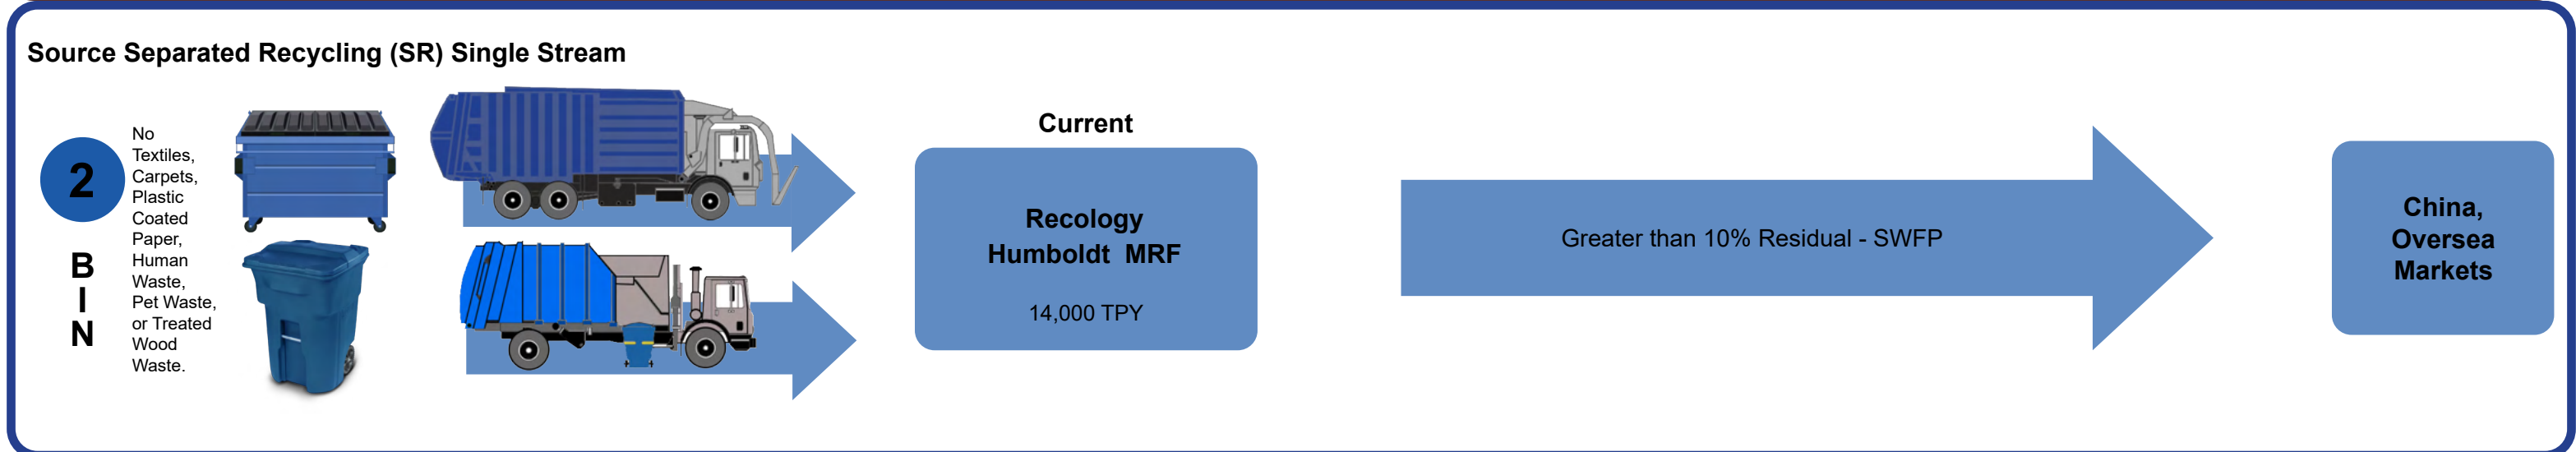 Source Separated Recycling (SR) Single Stream
2
B
I
N
No
Textiles,
Carpets,
Plastic
Coated
Paper,
Human
Waste,
Pet Waste,
or Treated
Wood
Waste.
Current
Recology
Humboldt MRF
14,000 TPY
Greater than 10% Residual - SWFP
China,
Oversea
Markets